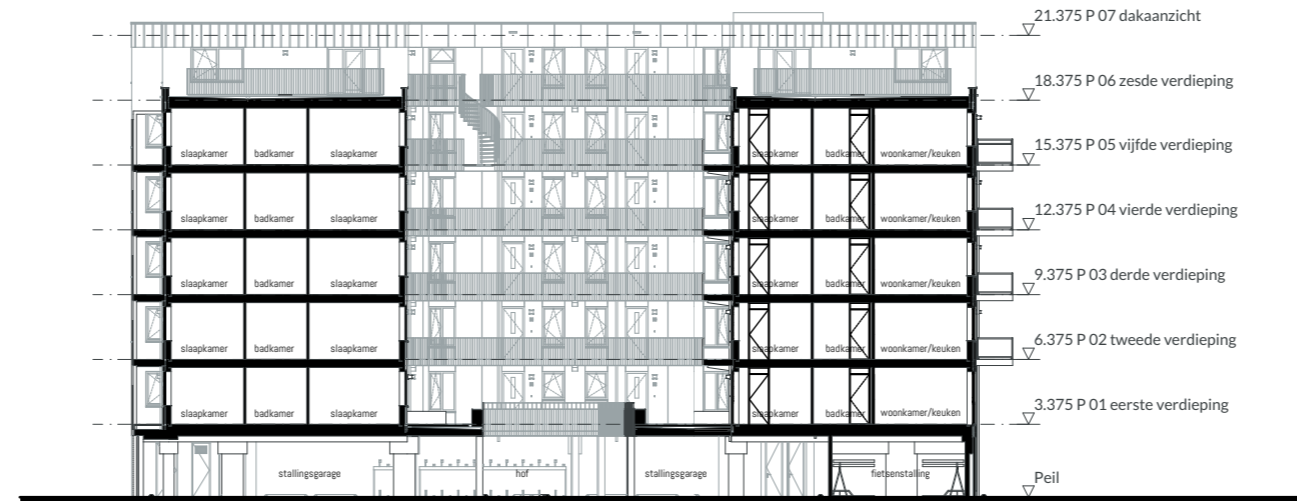 21.375 P 07 dakaanzicht
18.375 P 06 zesde verdieping
slaapkamer badkamer slaapkamer slaapkamer badkamer woonkamer/keuken
15.375 P 05 vijfde verdieping
slaapkamer badkamer slaapkamer slaapkamer badkamer woonkamer/keuken
12.375 P 04 vierde verdieping
slaapkamer badkamer slaapkamer slaapkamer badkamer woonkamer/keuken
9.375 P 03 derde verdieping
slaapkamer badkamer slaapkamer slaapkamer badkamer woonkamer/keuken
6.375 P 02 tweede verdieping
slaapkamer badkamer slaapkamer slaapkamer badkamer woonkamer/keuken
3.375 P 01 eerste verdieping
stallingsgarage hof stallingsgarage fietsenstalling
Peil